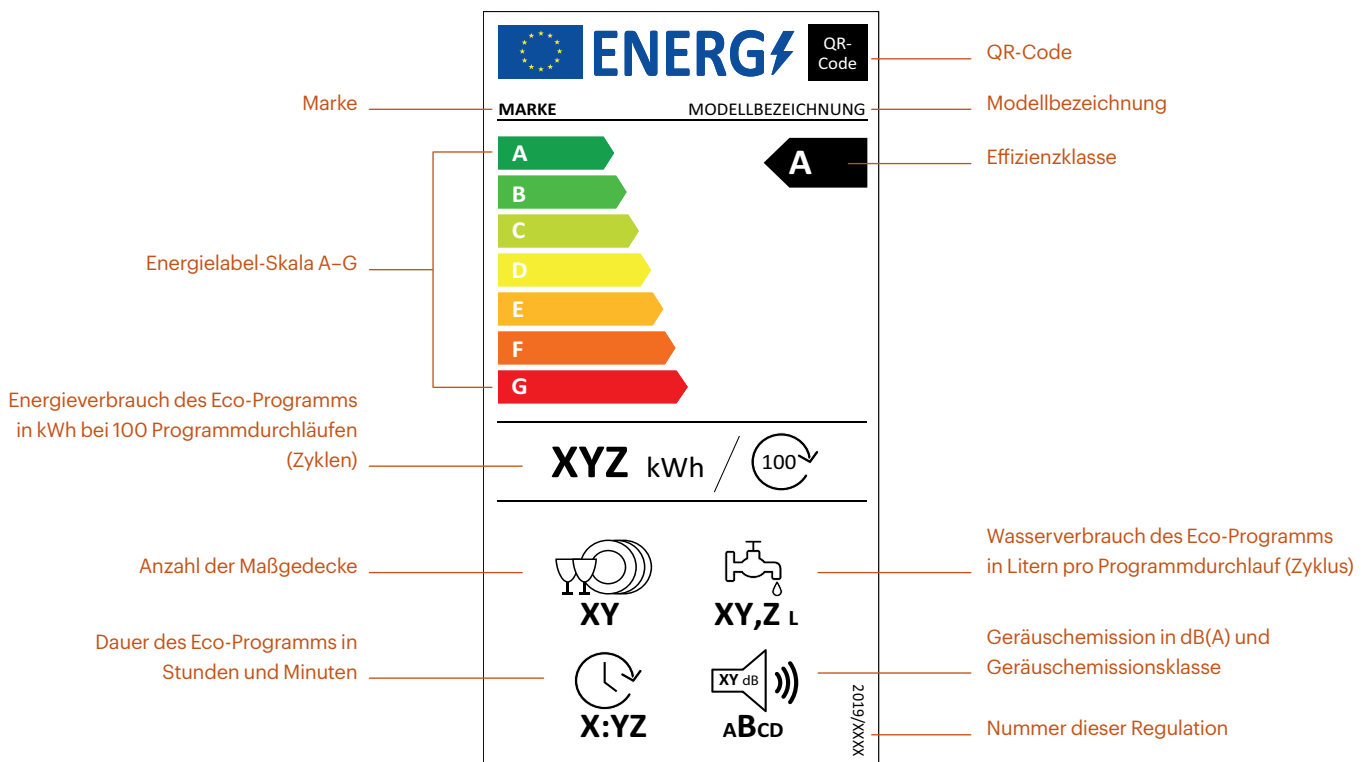 ENERG
QR-
Code
QR-Code
Marke
MARKE
MODELLBEZEICHNUNG
Modellbezeichnung
A
A
Effizienzklasse
B
C
Energielabel-Skala A–G
D
E
F
G
Energieverbrauch des Eco-Programms
in kWh bei 100 Programmdurchläufen
(Zyklen)
XYZ kWh / 100
Anzahl der Maßgedecke
XY
XY,Z L
Wasserverbrauch des Eco-Programms
in Litern pro Programmdurchlauf (Zyklus)
Dauer des Eco-Programms in
Stunden und Minuten
X:YZ
XY dB
ABCD
Geräuschemission in dB(A) und
Geräuschemissionsklasse
2019/XXXX
Nummer dieser Regulation